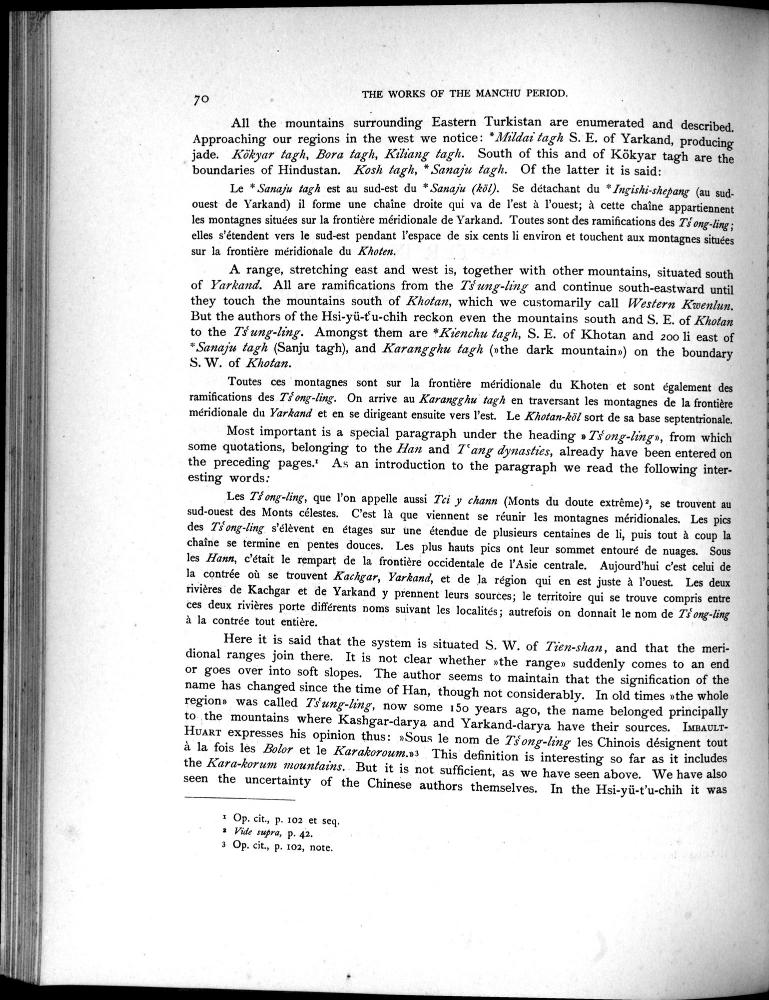 70
THE WORKS OF THE MANCHU PERIOD.
All the mountains surrounding Eastern Turkistan are enumerated and described.
Approaching our regions in the west we notice: *Mildai tagh S. E. of Yarkand, producing
jade. Kökyar tagh, Bora tagh, Kiliang tagh. South of this and of Kökyar tagh are the
boundaries of Hindustan. Kosh tagh, *Sanaju tagh. Of the latter it is said:
Le *Sanaju tagh est au sud-est du *Sanaju (köl). Se détachant du *Ingishi-shepang (au sud-
ouest de Yarkand) il forme une chaîne droite qui va de l'est à l'ouest; à cette chaîne appartiennent
les montagnes situées sur la frontière méridionale de Yarkand. Toutes sont des ramifications des Tś'ong-ling;
elles s'étendent vers le sud-est pendant l'espace de six cents li environ et touchent aux montagnes situées
sur la frontière méridionale du Khoten.
A range, stretching east and west is, together with other mountains, situated south
of Yarkand. All are ramifications from the Tś'ung-ling and continue south-eastward until
they touch the mountains south of Khotan, which we customarily call Western Kwenlun.
But the authors of the Hsi-yü-t'u-chih reckon even the mountains south and S. E. of Khotan
to the Tś'ung-ling. Amongst them are *Kienchu tagh, S. E. of Khotan and 200 li east of
*Sanaju tagh (Sanju tagh), and Karangghu tagh (»the dark mountain») on the boundary
S. W. of Khotan.
Toutes ces montagnes sont sur la frontière méridionale du Khoten et sont également des
ramifications des Tś'ong-ling. On arrive au Karangghu tagh en traversant les montagnes de la frontière
méridionale du Yarkand et en se dirigeant ensuite vers l'est. Le Khotan-köl sort de sa base septentrionale.
Most important is a special paragraph under the heading »Tś'ong-ling», from which
some quotations, belonging to the Han and T'ang dynasties, already have been entered on
the preceding pages.¹ As an introduction to the paragraph we read the following inter-
esting words:
Les Tś'ong-ling, que l'on appelle aussi Tci y chann (Monts du doute extrême)², se trouvent au
sud-ouest des Monts célestes. C'est là que viennent se réunir les montagnes méridionales. Les pics
des Tś'ong-ling s'élèvent en étages sur une étendue de plusieurs centaines de li, puis tout à coup la
chaîne se termine en pentes douces. Les plus hauts pics ont leur sommet entouré de nuages. Sous
les Hann, c'était le rempart de la frontière occidentale de l'Asie centrale. Aujourd'hui c'est celui de
la contrée où se trouvent Kachgar, Yarkand, et de la région qui en est juste à l'ouest. Les deux
rivières de Kachgar et de Yarkand y prennent leurs sources; le territoire qui se trouve compris entre
ces deux rivières porte différents noms suivant les localités; autrefois on donnait le nom de Tś'ong-ling
à la contrée tout entière.
Here it is said that the system is situated S. W. of Tien-shan, and that the meri-
dional ranges join there. It is not clear whether »the range» suddenly comes to an end
or goes over into soft slopes. The author seems to maintain that the signification of the
name has changed since the time of Han, though not considerably. In old times »the whole
region» was called Tś'ung-ling, now some 150 years ago, the name belonged principally
to the mountains where Kashgar-darya and Yarkand-darya have their sources. IMBAULT-
HUART expresses his opinion thus: »Sous le nom de Tś'ong-ling les Chinois désignent tout
à la fois les Bolor et le Karakoroum.»³ This definition is interesting so far as it includes
the Kara-korum mountains. But it is not sufficient, as we have seen above. We have also
seen the uncertainty of the Chinese authors themselves. In the Hsi-yü-t'u-chih it was
¹ Op. cit., p. 102 et seq.
² Vide supra, p. 42.
³ Op. cit., p. 102, note.